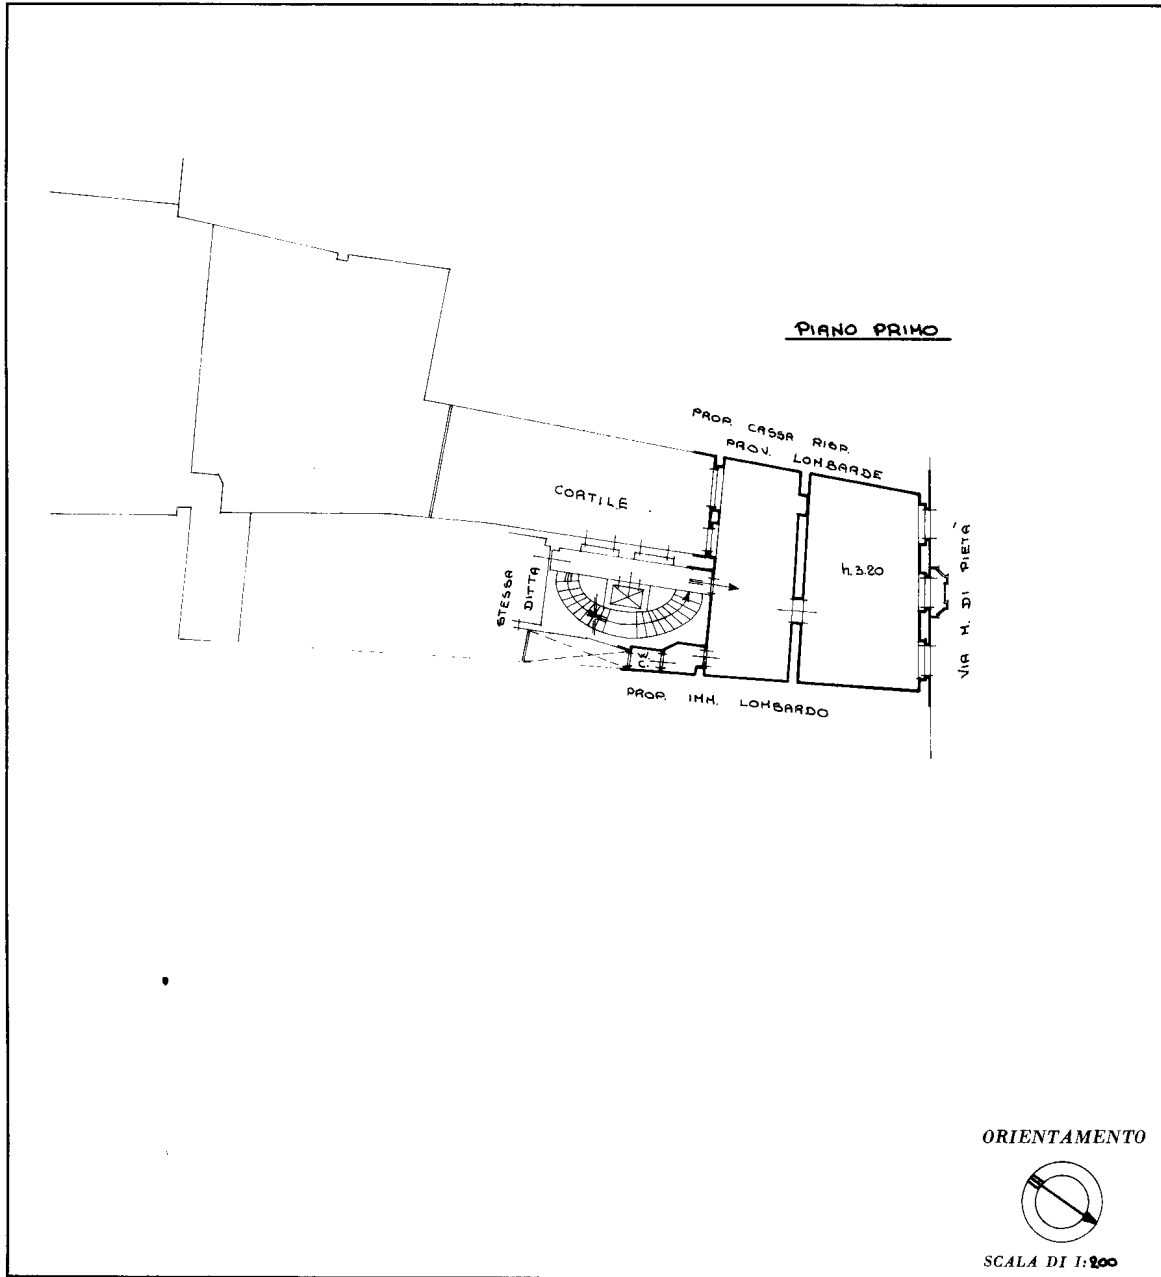 PIANO PRIMO
PROP. CASSA RISP.
PROV. LOMBARDE
CORTILE
h. 3.20
VIA M. DI PIETÀ
STESSA
DITTA
W.C.
PROP. IMM. LOMBARDO
ORIENTAMENTO
SCALA DI 1:200